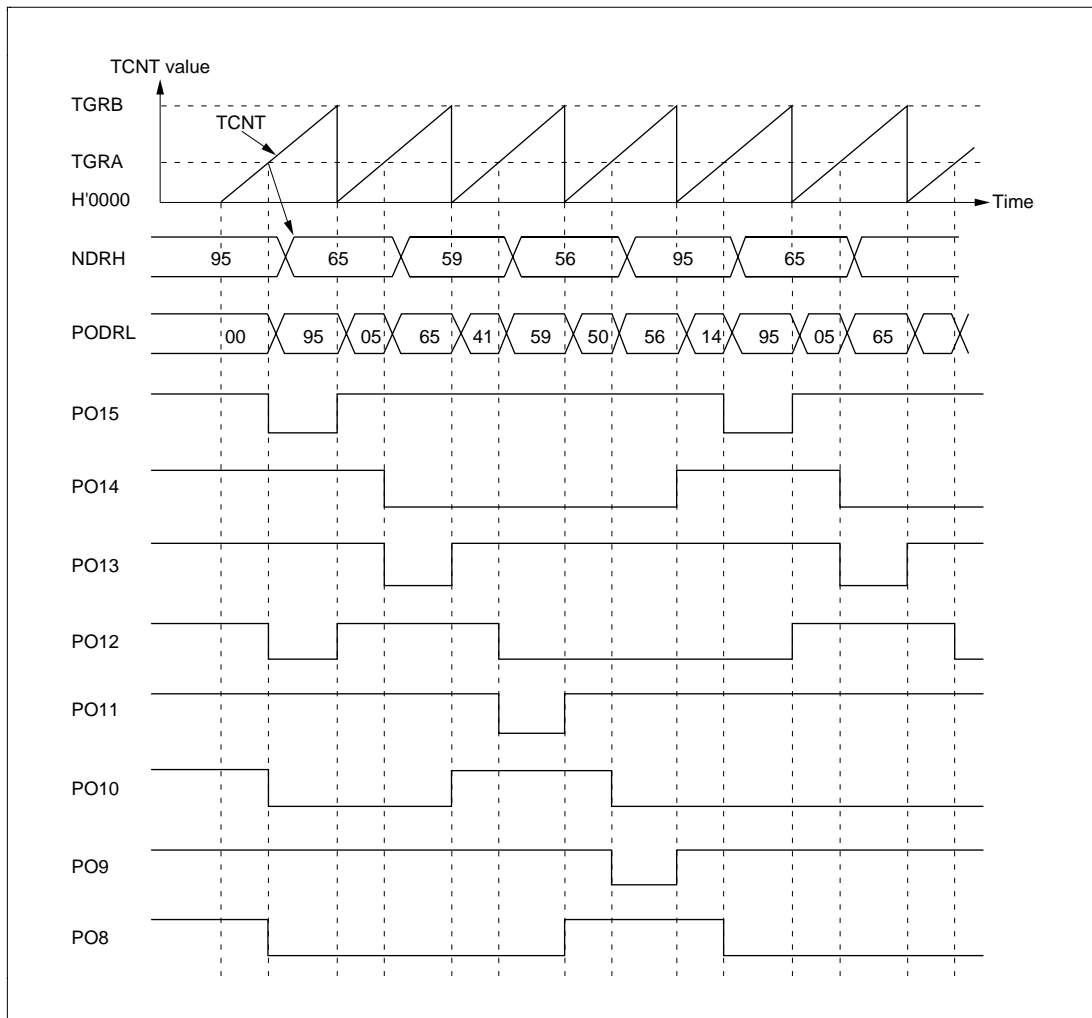 TCNT value
TGRB
TCNT
TGRA
H'0000
Time
NDRH
95 65 59 56 95 65
PODRL
00 95 05 65 41 59 50 56 14 95 05 65
PO15
PO14
PO13
PO12
PO11
PO10
PO9
PO8